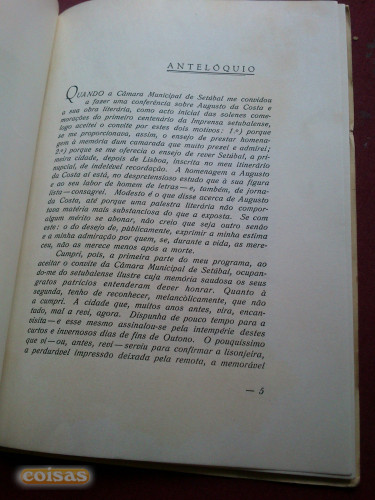 ANTELÓQUIO
QUANDO a Câmara Municipal de Setúbal me convidou
a fazer uma conferência sobre Augusto da Costa e
a sua obra literária, como acto inicial das solenes come-
morações do primeiro centenário da Imprensa setubalense,
logo aceitei o convite por estes dois motivos: 1.º) porque
se me proporcionava, assim, o ensejo de prestar homenagem
à memória dum camarada que muito prezei e admirei;
2.º) porque se me oferecia o ensejo de rever Setúbal, a pri-
meira cidade, depois de Lisboa, inscrita no meu itinerário
nupcial, de indelével recordação. A homenagem a Augusto
da Costa aí está, no despretensioso estudo que à sua figura
e ao seu labor de homem de letras — e, também, de jorna-
lista — consagrei. Modesto é o que disse acerca de Augusto
da Costa, até porque uma palestra literária não compor-
tava matéria mais substanciosa do que a exposta. Se com
algum mérito se abonar, não creio que seja outro senão
este: o do desejo de, pùblicamente, exprimir a minha estima
e a minha admiração por quem, se, durante a vida, as mere-
ceu, não as merece menos após a morte.
Cumpri, pois, a primeira parte do meu programa, ao
aceitar o convite da Câmara Municipal de Setúbal, ocupan-
do-me do setubalense ilustre cuja memória saudosa os seus
gratos patrícios entenderam dever honrar. Quanto à
segunda, tenho de reconhecer, melancòlicamente, que não
a cumpri. A cidade que, muitos anos antes, vira, encan-
tado, mal a revi, agora. Dispunha de pouco tempo para a
visita — e esse mesmo assinalou-se pela intempérie destes
curtos e invernosos dias de fins de Outono. O pouquíssimo
que vi — ou, antes, revi — serviu para confirmar a lisonjeira,
a perdurável impressão deixada pela remota, a memorável
— 5
coisas